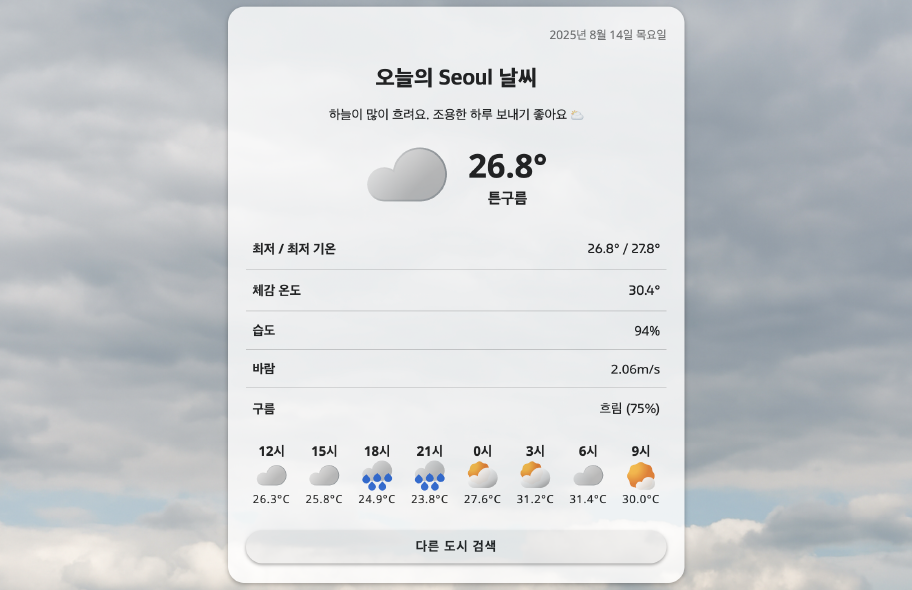 2025년 8월 14일 목요일
오늘의 Seoul 날씨
하늘이 많이 흐려요. 조용한 하루 보내기 좋아요
26.8°
튼구름
최저 / 최저 기온 26.8° / 27.8°
체감 온도 30.4°
습도 94%
바람 2.06m/s
구름 흐림 (75%)
12시 15시 18시 21시 0시 3시 6시 9시
26.3°C 25.8°C 24.9°C 23.8°C 27.6°C 31.2°C 31.4°C 30.0°C
다른 도시 검색